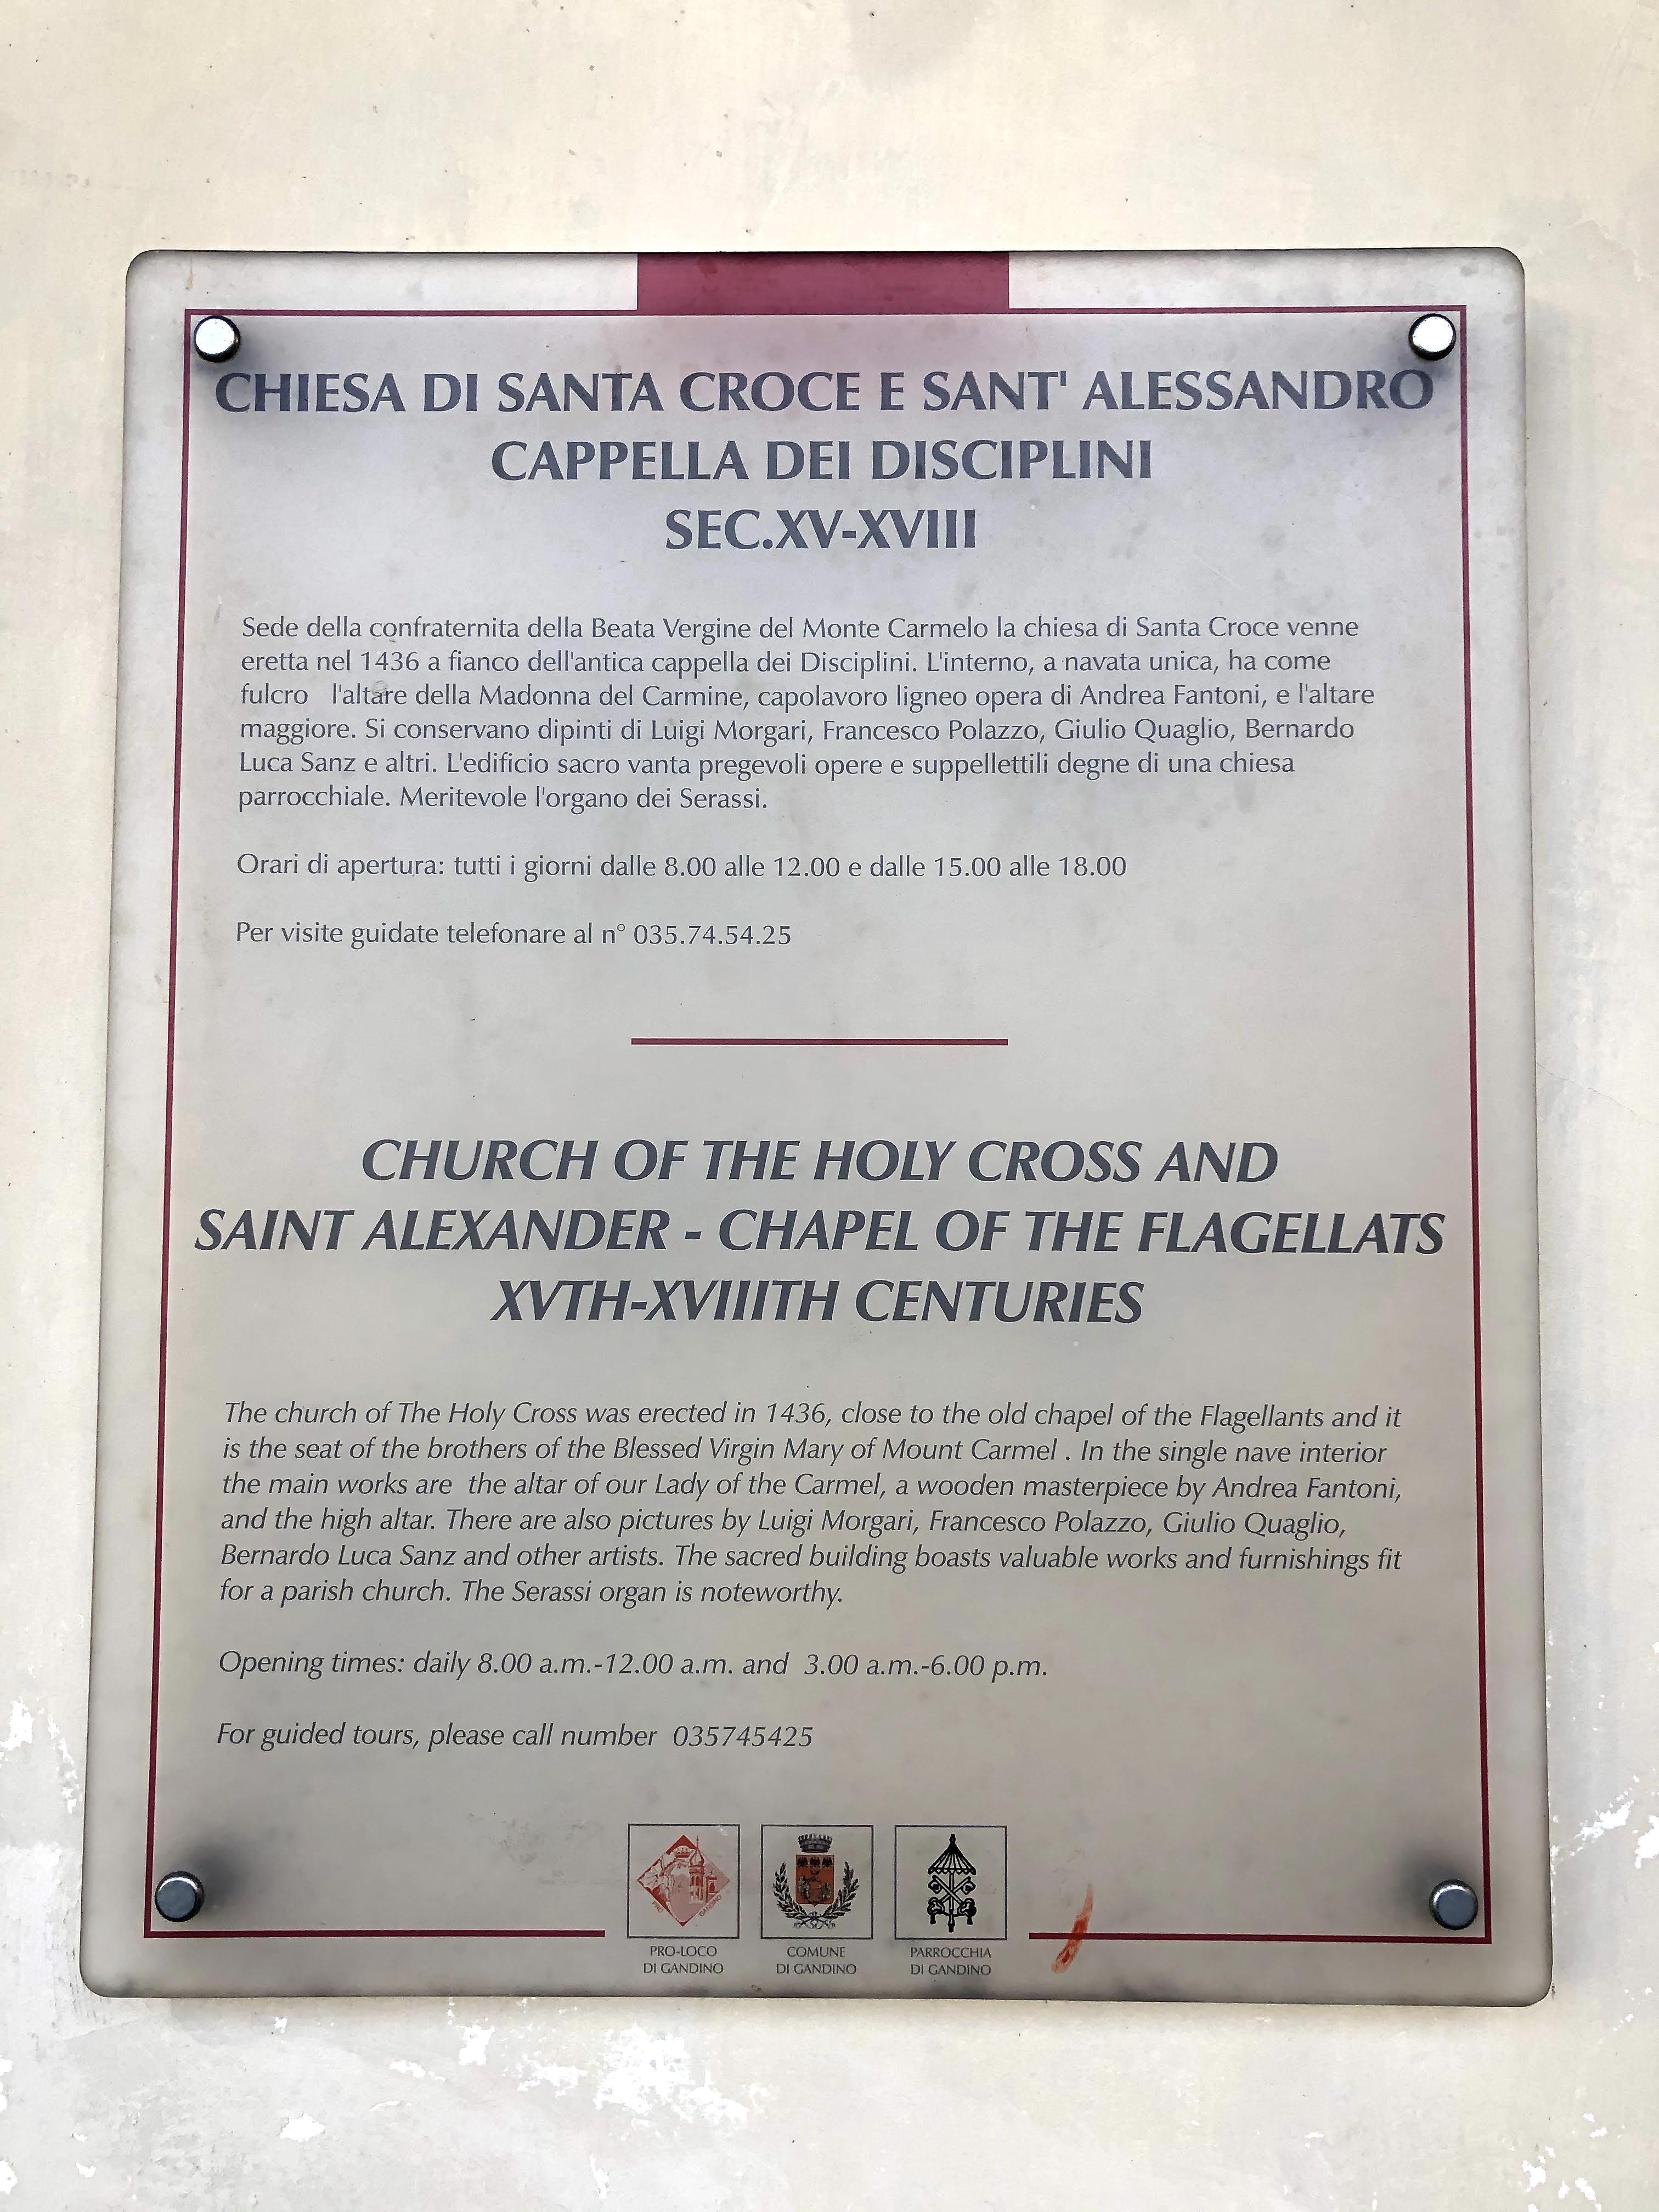 CHIESA DI SANTA CROCE E SANT' ALESSANDRO
CAPPELLA DEI DISCIPLINI
SEC.XV-XVIII
Sede della confraternita della Beata Vergine del Monte Carmelo la chiesa di Santa Croce venne
eretta nel 1436 a fianco dell'antica cappella dei Disciplini. L'interno, a navata unica, ha come
fulcro l'altare della Madonna del Carmine, capolavoro ligneo opera di Andrea Fantoni, e l'altare
maggiore. Si conservano dipinti di Luigi Morgari, Francesco Polazzo, Giulio Quaglio, Bernardo
Luca Sanz e altri. L'edificio sacro vanta pregevoli opere e suppellettili degne di una chiesa
parrocchiale. Meritevole l'organo dei Serassi.
Orari di apertura: tutti i giorni dalle 8.00 alle 12.00 e dalle 15.00 alle 18.00
Per visite guidate telefonare al n° 035.74.54.25
CHURCH OF THE HOLY CROSS AND
SAINT ALEXANDER - CHAPEL OF THE FLAGELLATS
XVTH-XVIIITH CENTURIES
The church of The Holy Cross was erected in 1436, close to the old chapel of the Flagellants and it
is the seat of the brothers of the Blessed Virgin Mary of Mount Carmel . In the single nave interior
the main works are the altar of our Lady of the Carmel, a wooden masterpiece by Andrea Fantoni,
and the high altar. There are also pictures by Luigi Morgari, Francesco Polazzo, Giulio Quaglio,
Bernardo Luca Sanz and other artists. The sacred building boasts valuable works and furnishings fit
for a parish church. The Serassi organ is noteworthy.
Opening times: daily 8.00 a.m.-12.00 a.m. and 3.00 a.m.-6.00 p.m.
For guided tours, please call number 035745425
PRO GANDINO
PRO-LOCO
DI GANDINO
COMUNE
DI GANDINO
PARROCCHIA
DI GANDINO